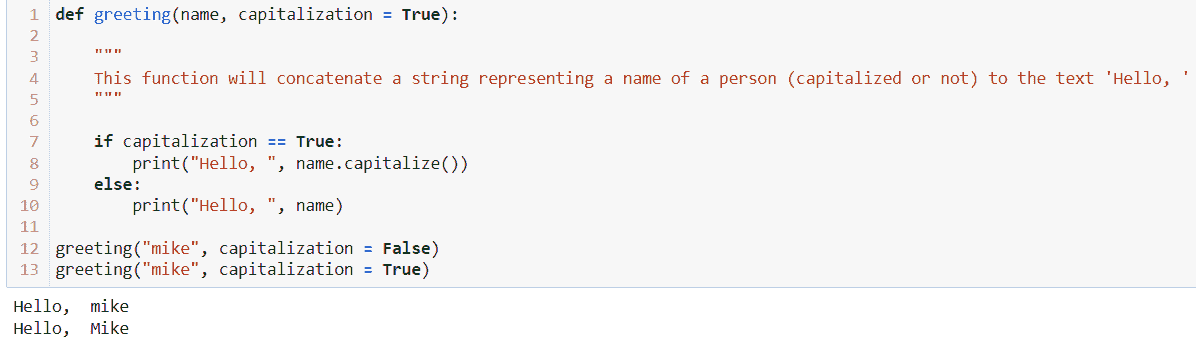 1 def greeting(name, capitalization = True):
2
3     """
4     This function will concatenate a string representing a name of a person (capitalized or not) to the text 'Hello, '
5     """
6
7     if capitalization == True:
8         print("Hello, ", name.capitalize())
9     else:
10         print("Hello, ", name)
11
12 greeting("mike", capitalization = False)
13 greeting("mike", capitalization = True)
Hello,  mike
Hello,  Mike